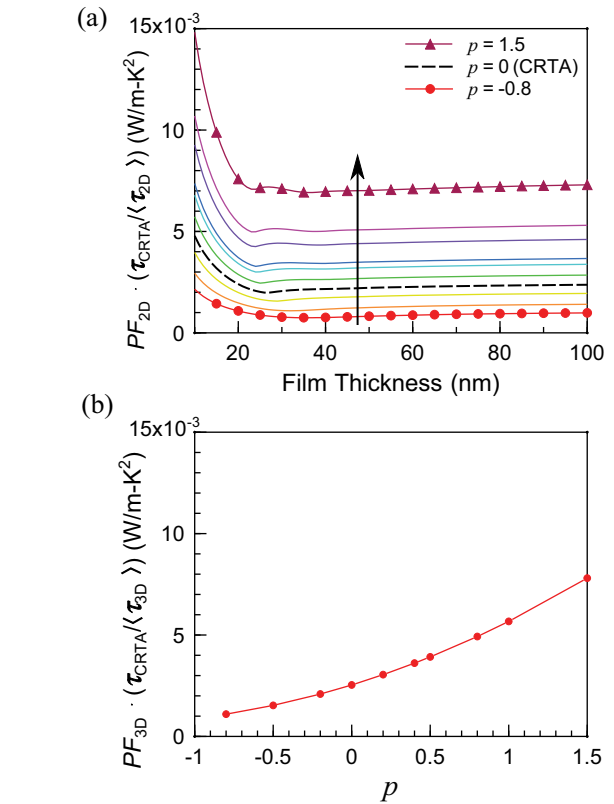 (a)
15x10⁻³
10
5
0
PF₂D · (τCRTA/⟨τ₂D⟩) (W/m-K²)
p = 1.5
p = 0 (CRTA)
p = -0.8
20 40 60 80 100
Film Thickness (nm)
(b)
15x10⁻³
10
5
0
PF₃D · (τCRTA/⟨τ₃D⟩) (W/m-K²)
-1 -0.5 0 0.5 1 1.5
p